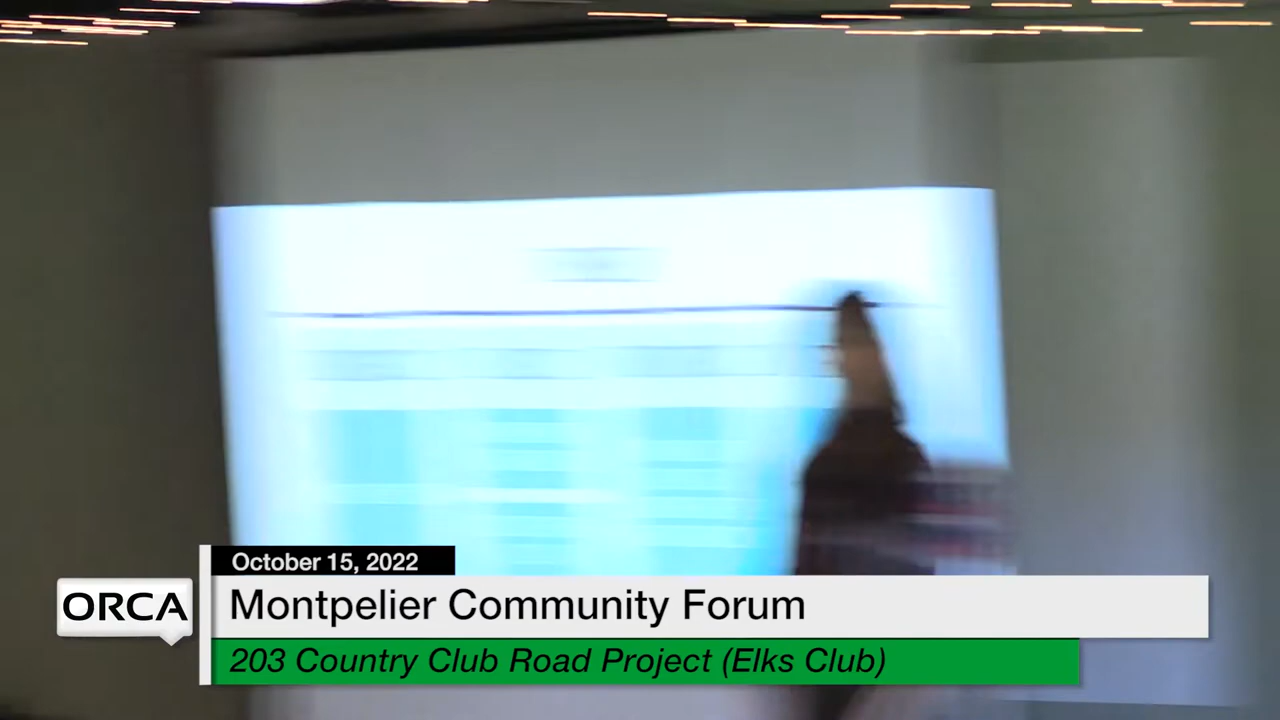 October 15, 2022
Montpelier Community Forum
ORCA
203 Country Club Road Project (Elks Club)